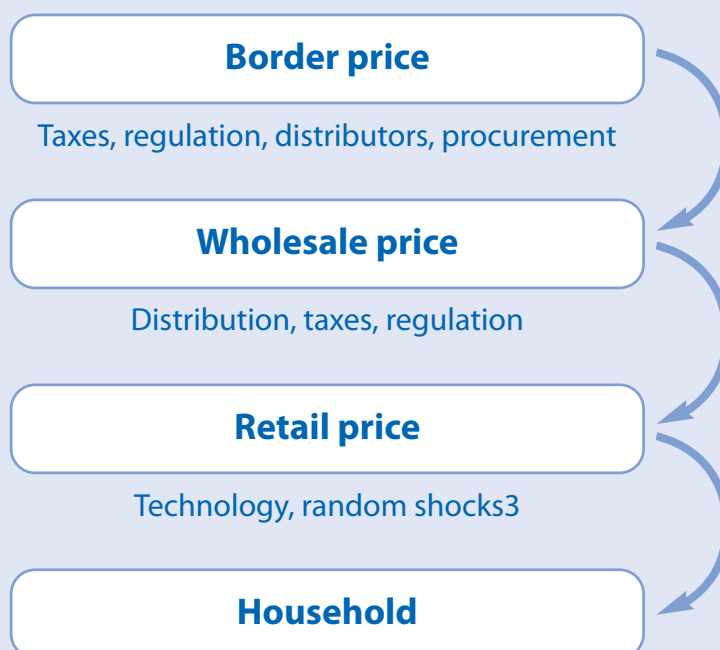 Border price
Taxes, regulation, distributors, procurement
Wholesale price
Distribution, taxes, regulation
Retail price
Technology, random shocks3
Household